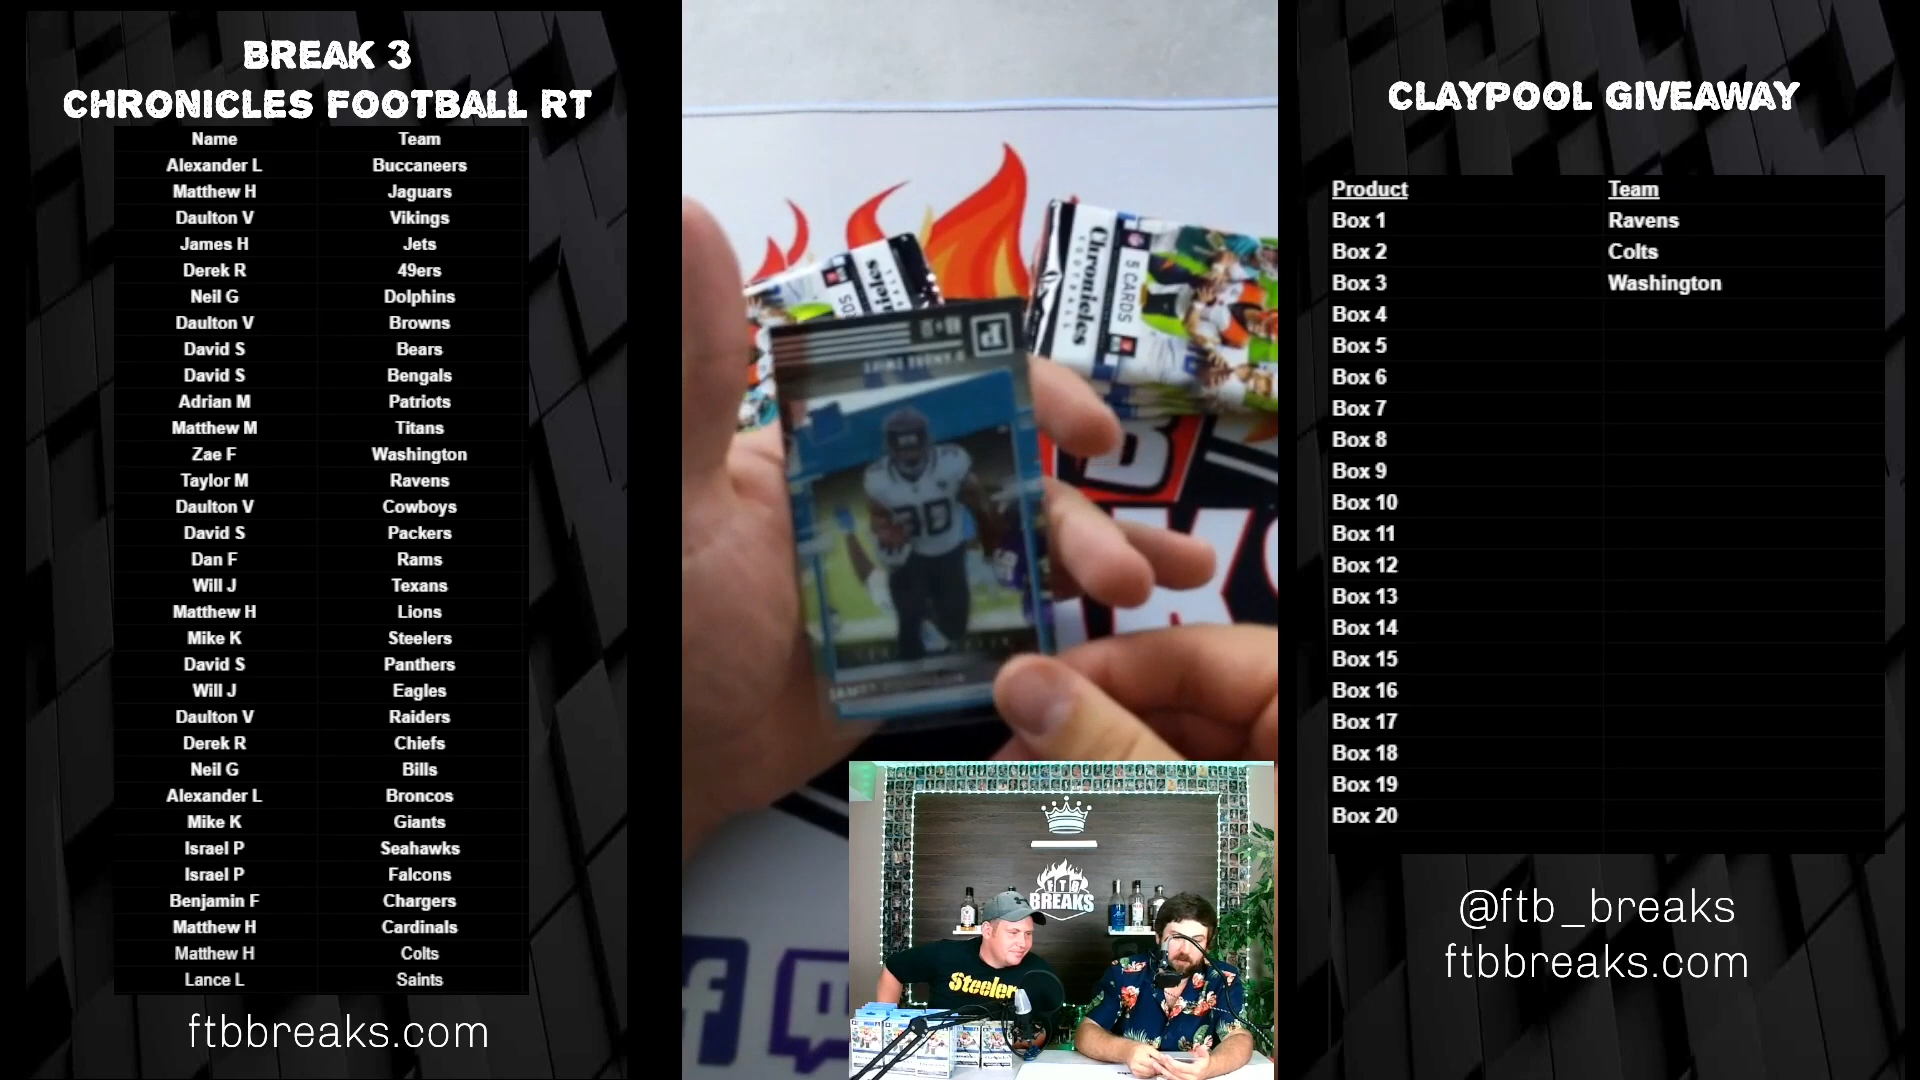 BREAK 3
CHRONICLES FOOTBALL RT
Name Team
Alexander L Buccaneers
Matthew H Jaguars
Daulton V Vikings
James H Jets
Derek R 49ers
Neil G Dolphins
Daulton V Browns
David S Bears
David S Bengals
Adrian M Patriots
Matthew M Titans
Zae F Washington
Taylor M Ravens
Daulton V Cowboys
David S Packers
Dan F Rams
Will J Texans
Matthew H Lions
Mike K Steelers
David S Panthers
Will J Eagles
Daulton V Raiders
Derek R Chiefs
Neil G Bills
Alexander L Broncos
Mike K Giants
Israel P Seahawks
Israel P Falcons
Benjamin F Chargers
Matthew H Cardinals
Matthew H Colts
Lance L Saints
ftbbreaks.com
Chronicles
FOOTBALL
5 CARDS
30
FTB
BREAKS
Steelers
CLAYPOOL GIVEAWAY
Product Team
Box 1 Ravens
Box 2 Colts
Box 3 Washington
Box 4
Box 5
Box 6
Box 7
Box 8
Box 9
Box 10
Box 11
Box 12
Box 13
Box 14
Box 15
Box 16
Box 17
Box 18
Box 19
Box 20
@ftb_breaks
ftbbreaks.com